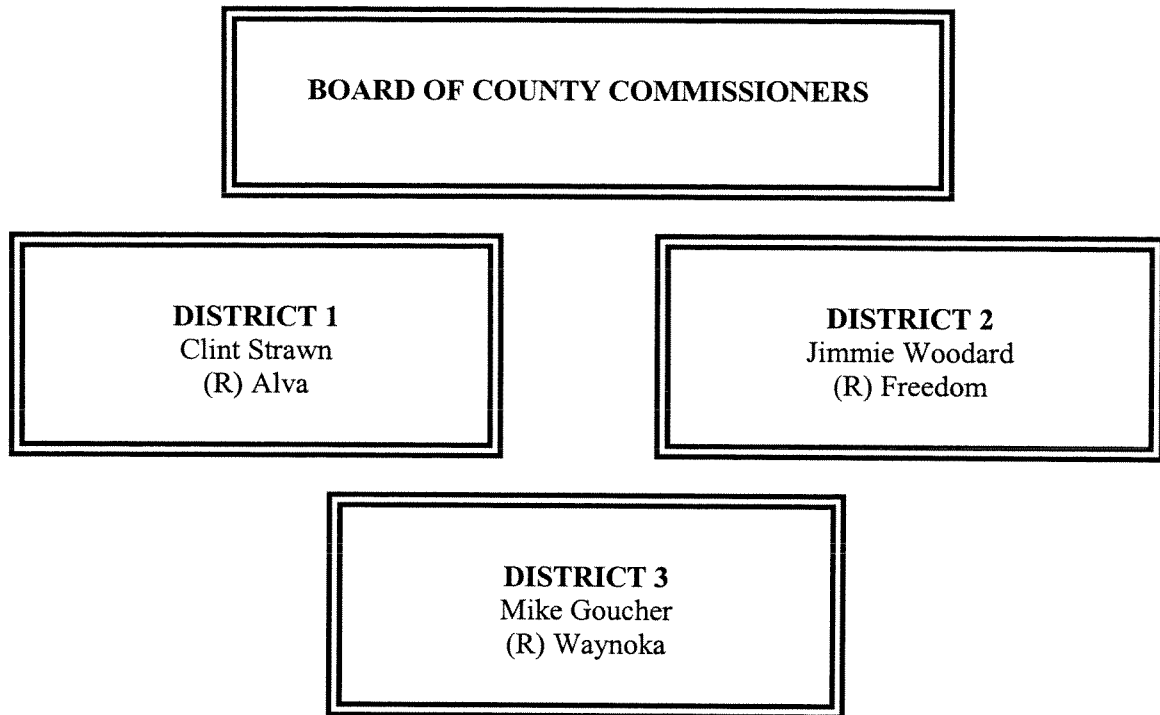 BOARD OF COUNTY COMMISSIONERS
DISTRICT 1
Clint Strawn
(R) Alva
DISTRICT 2
Jimmie Woodard
(R) Freedom
DISTRICT 3
Mike Goucher
(R) Waynoka